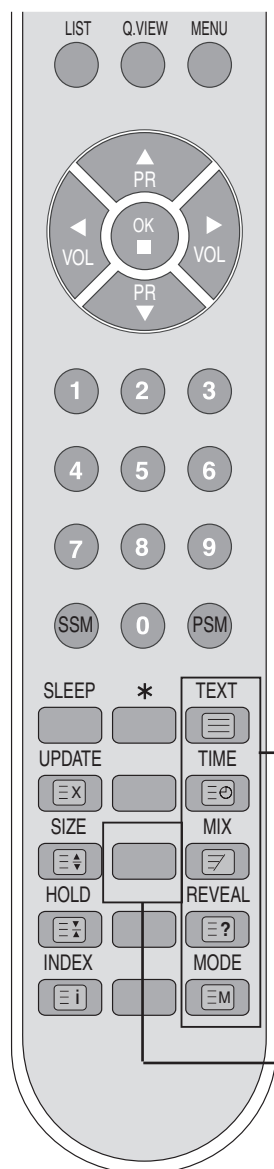 LIST Q.VIEW MENU
PR
OK
VOL VOL
PR
1 2 3
4 5 6
7 8 9
SSM 0 PSM
SLEEP * TEXT
UPDATE TIME
X
SIZE MIX
HOLD REVEAL
?
INDEX MODE
i M